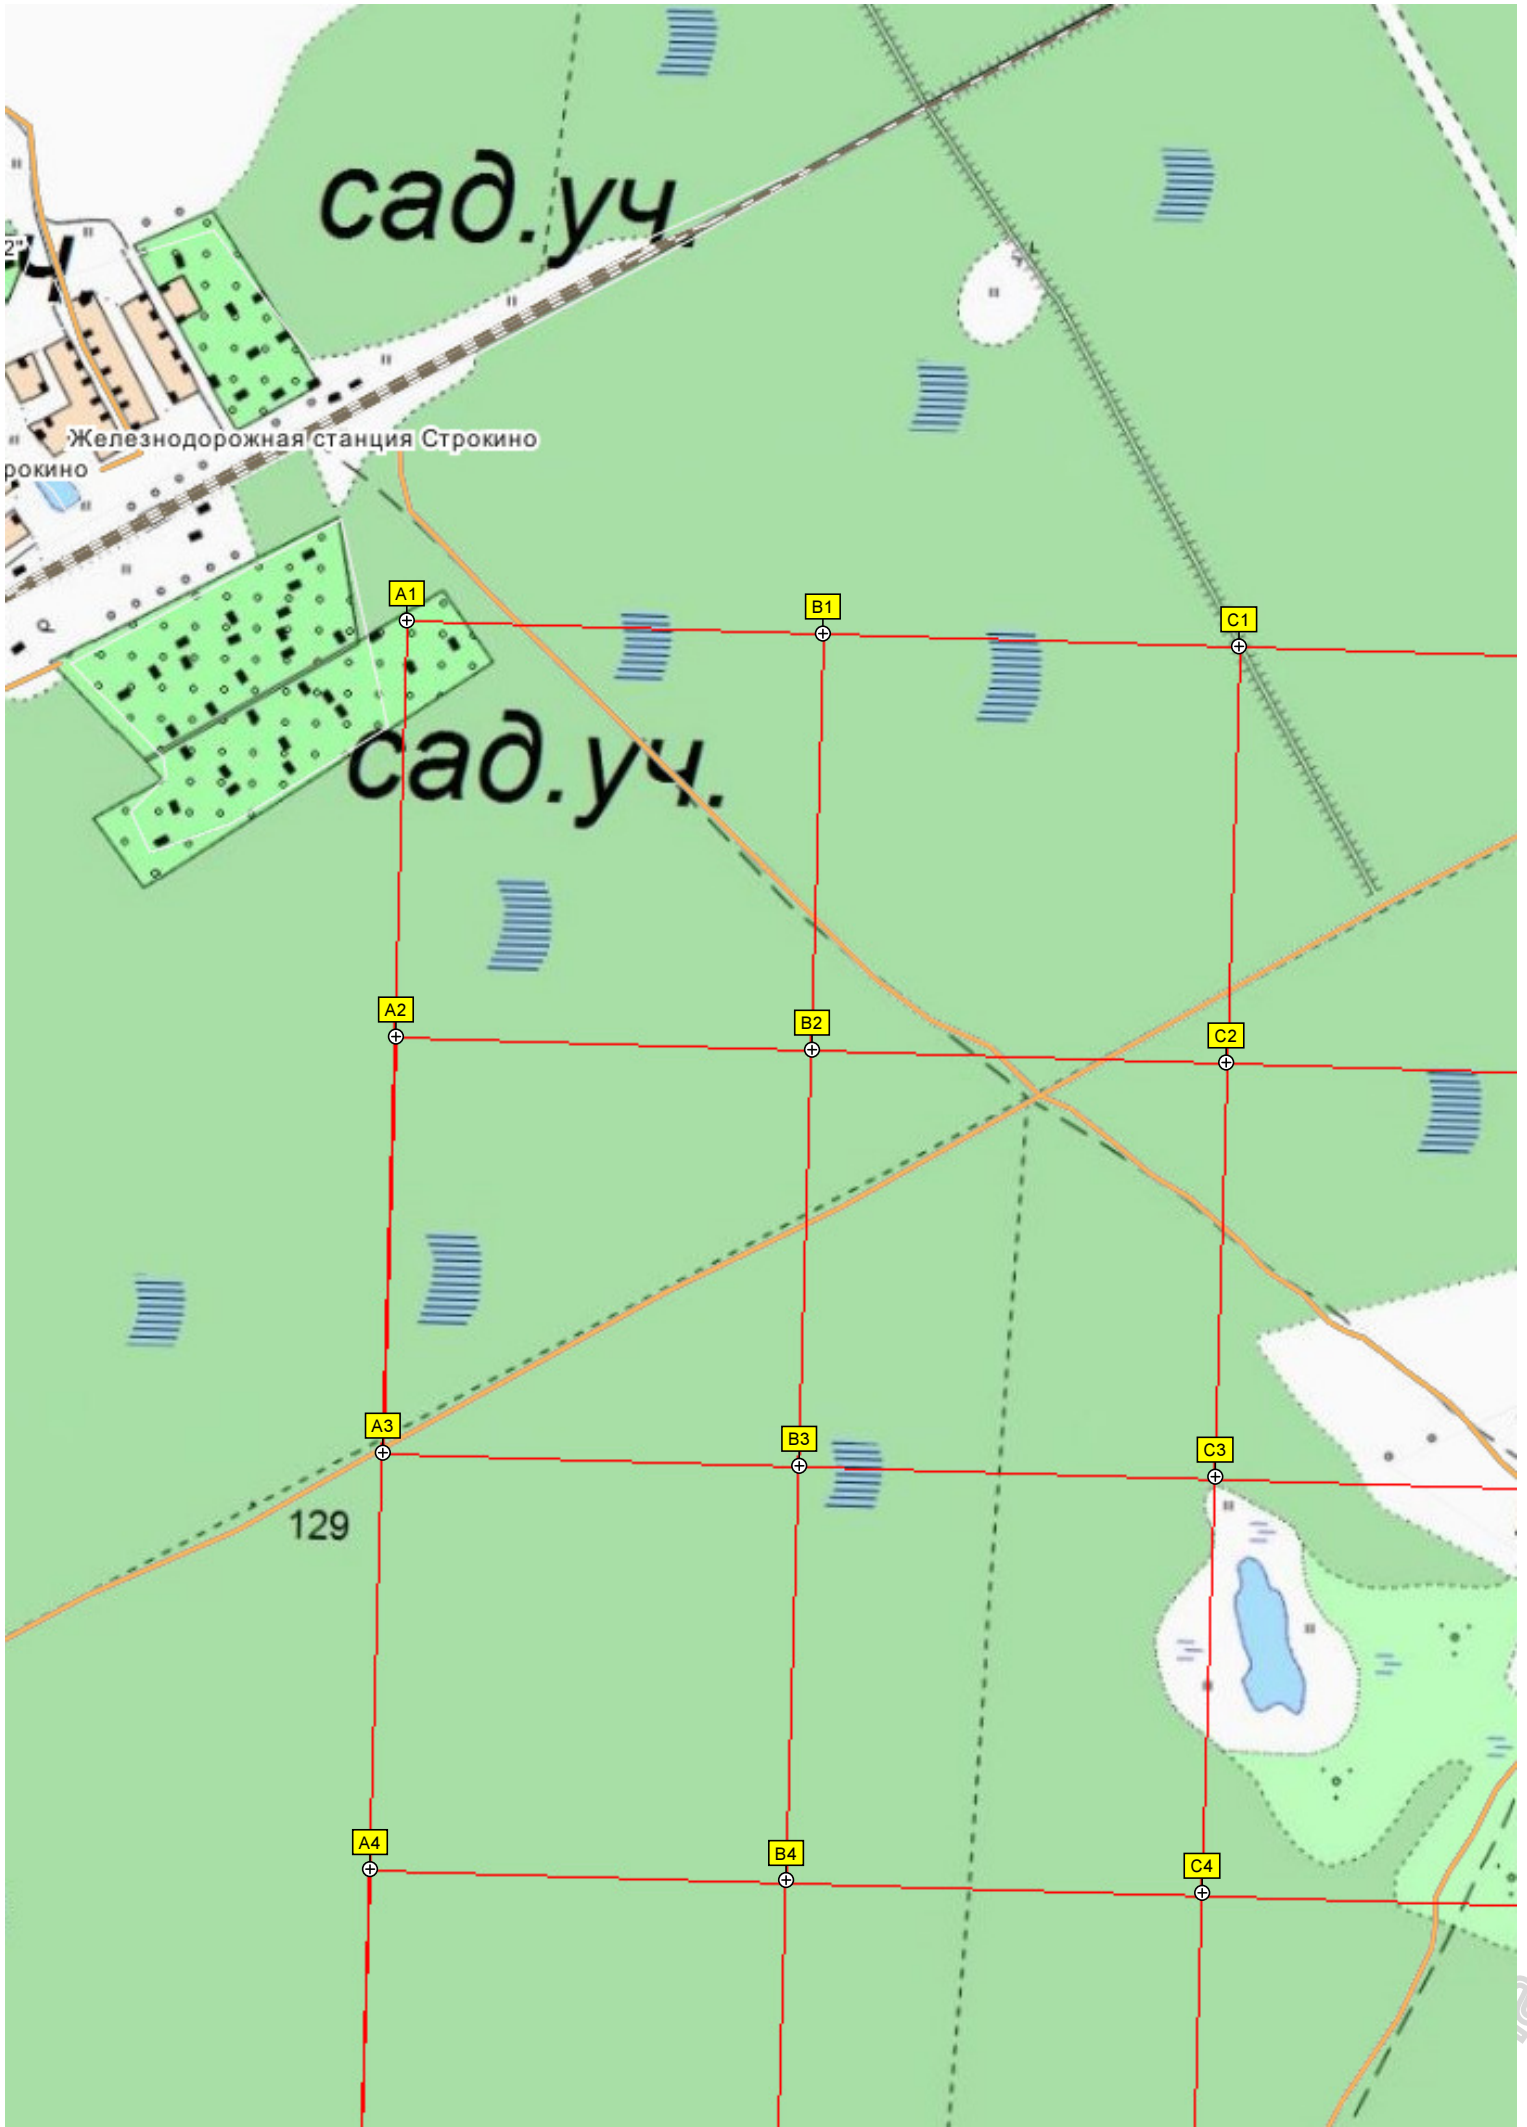 сад.уч.
2"
Железнодорожная станция Строкино
рокино
A1
B1
C1
сад.уч.
A2
B2
C2
A3
B3
C3
129
A4
B4
C4